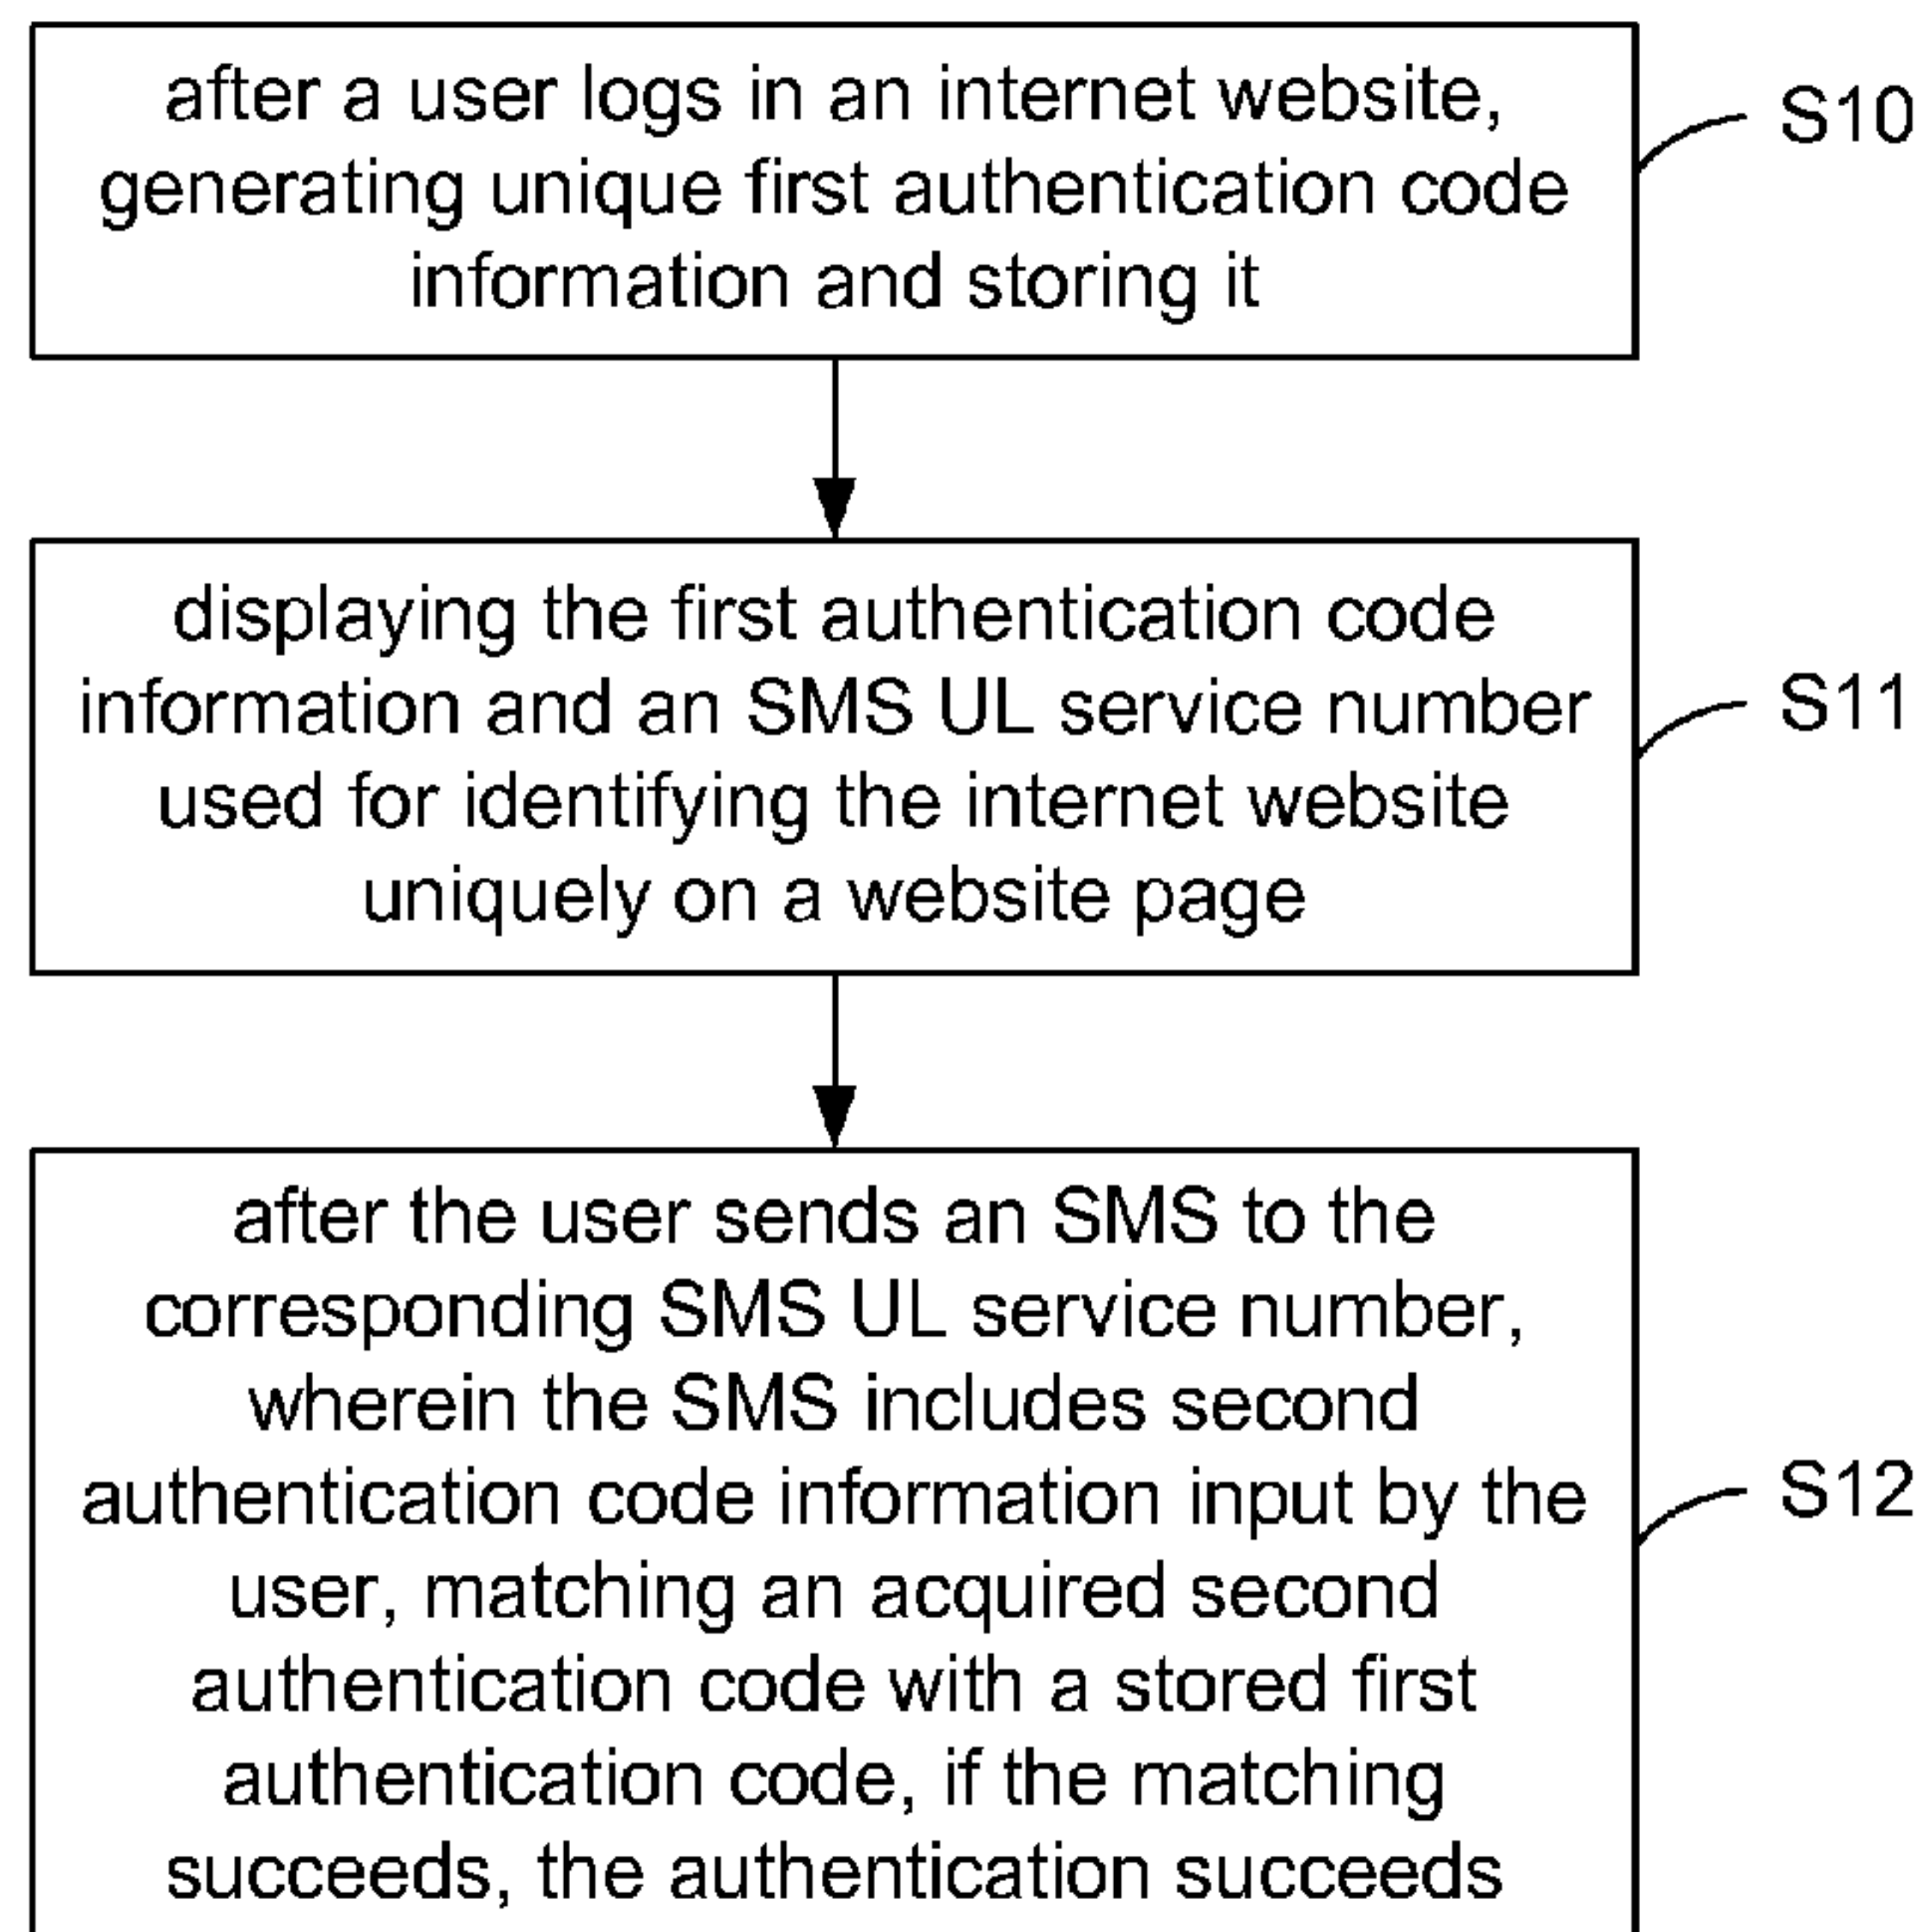 after a user logs in an internet website,
generating unique first authentication code
information and storing it
S10
displaying the first authentication code
information and an SMS UL service number
used for identifying the internet website
uniquely on a website page
S11
after the user sends an SMS to the
corresponding SMS UL service number,
wherein the SMS includes second
authentication code information input by the
user, matching an acquired second
authentication code with a stored first
authentication code, if the matching
succeeds, the authentication succeeds
S12